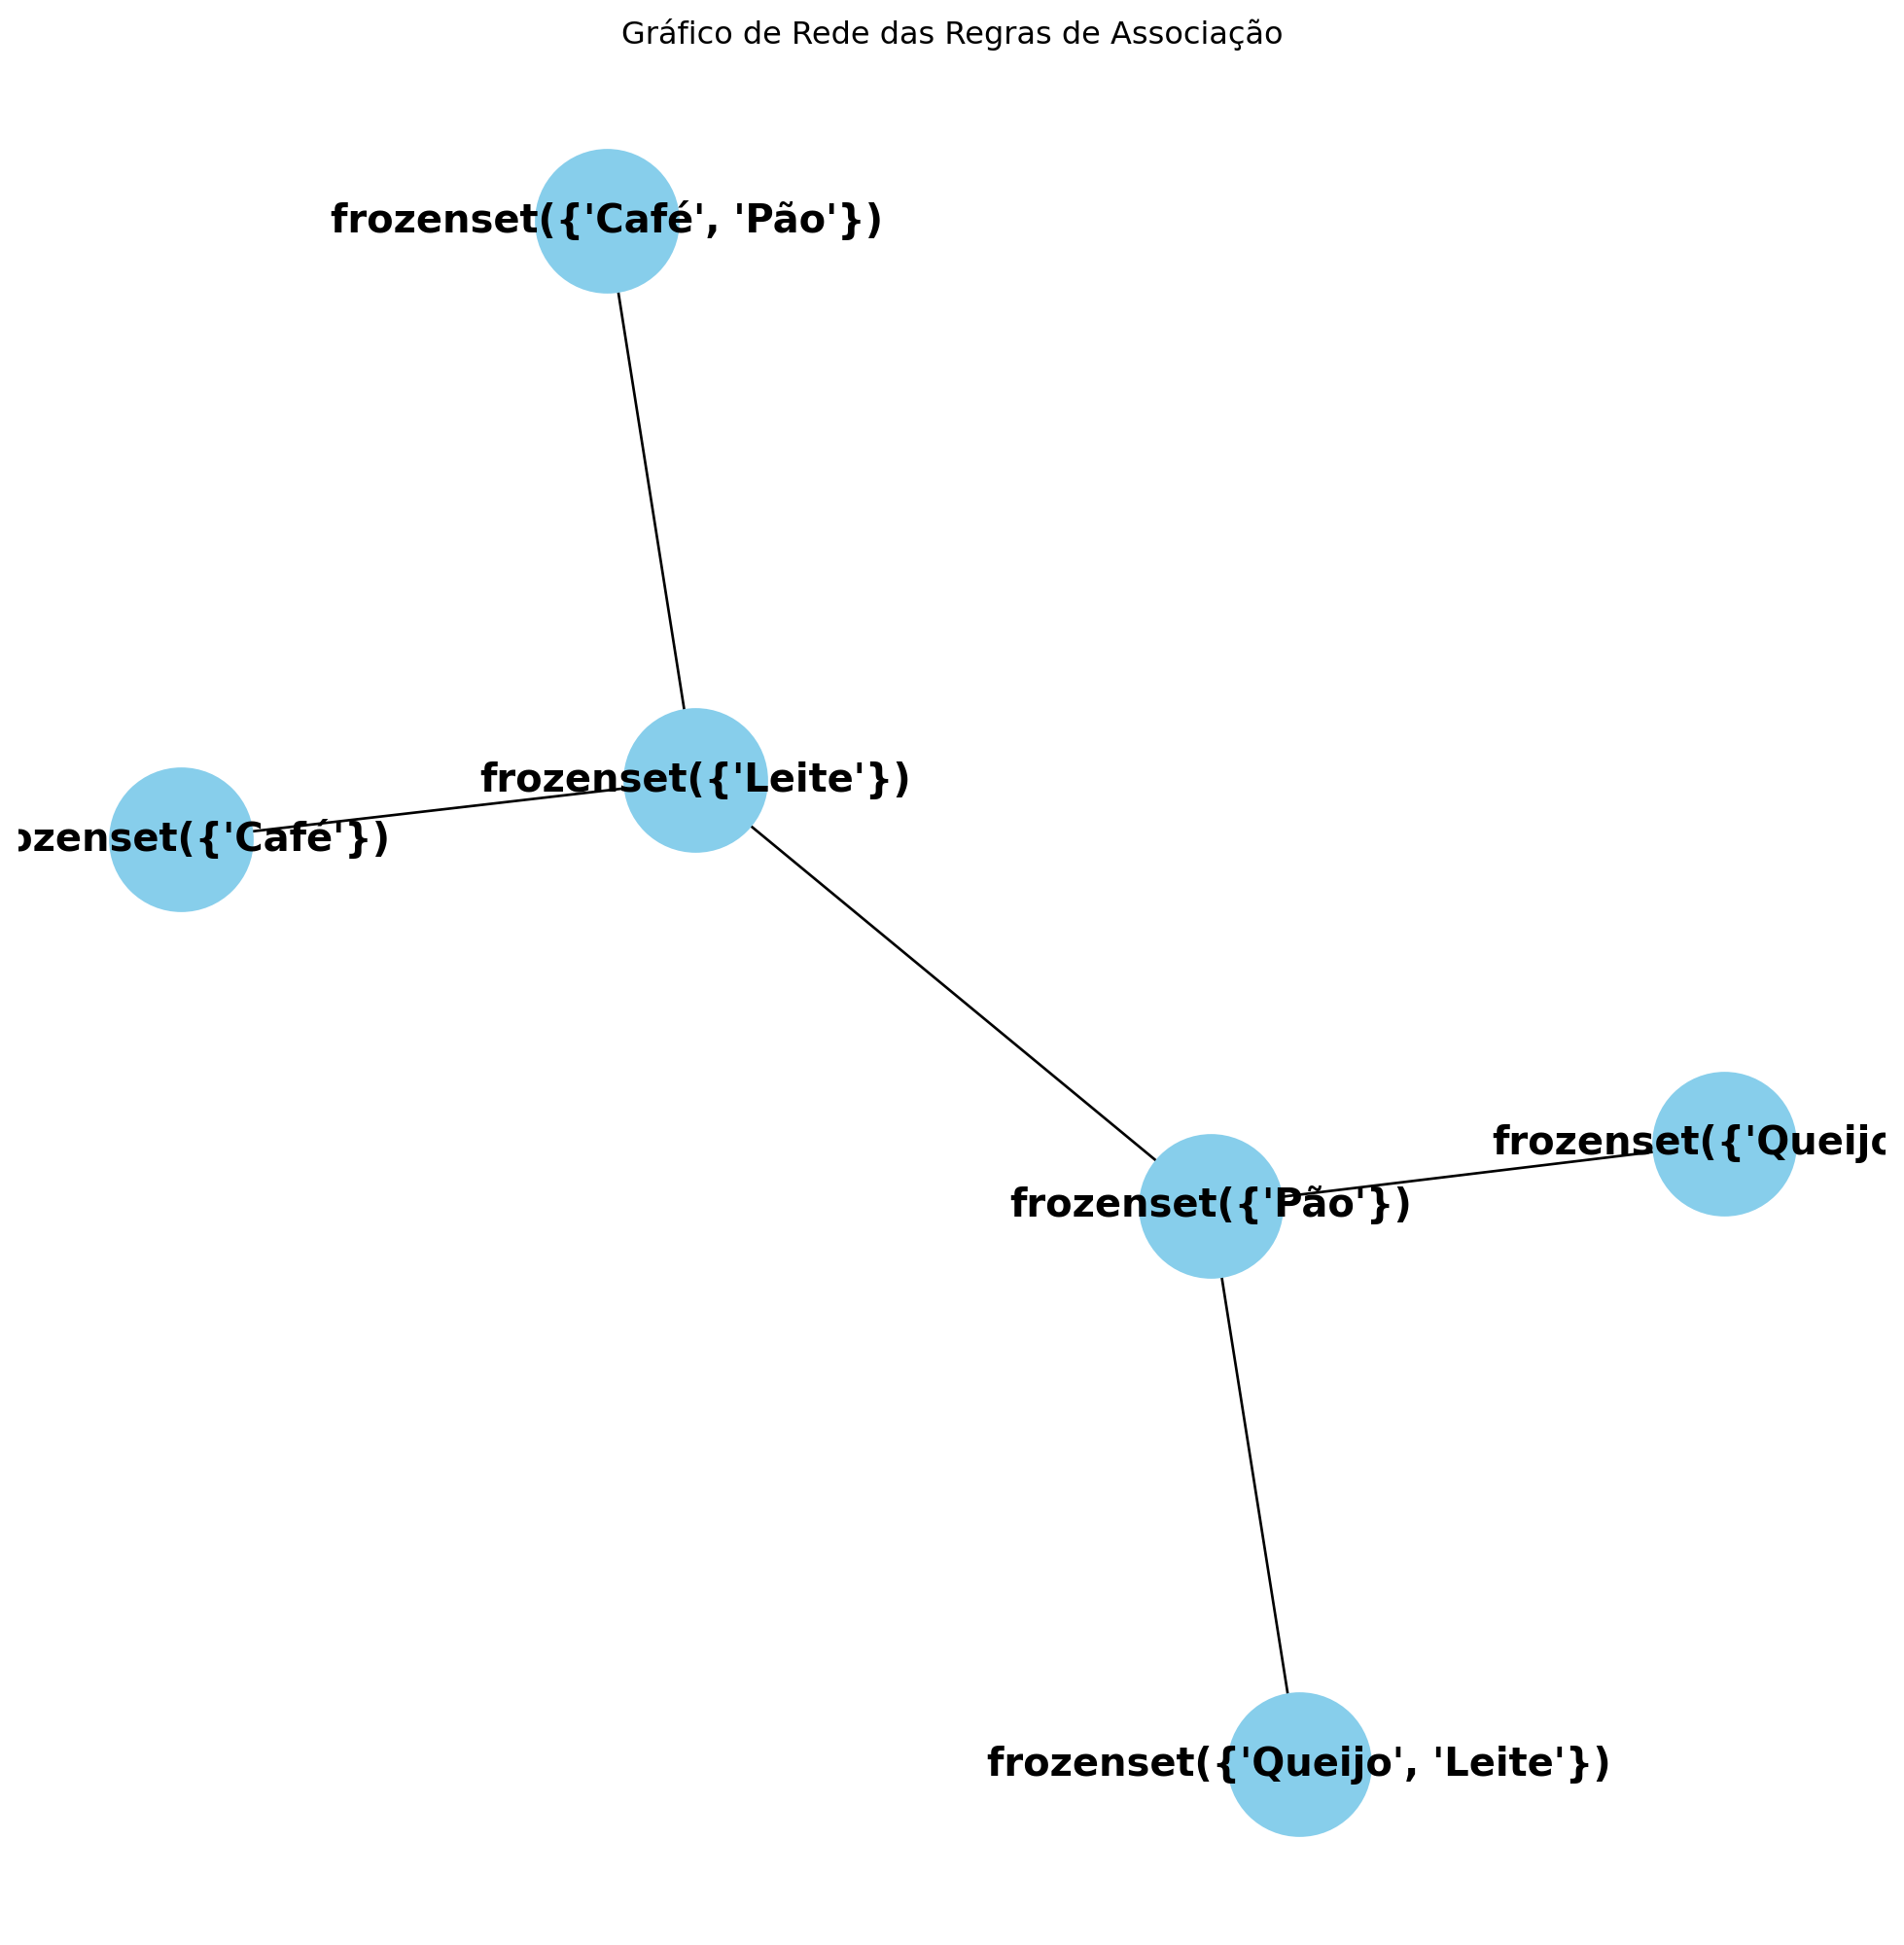 Gráfico de Rede das Regras de Associação
frozenset({'Café', 'Pão'})
frozenset({'Leite'})
ozenset({'Café'})
frozenset({'Queijo
frozenset({'Pão'})
frozenset({'Queijo', 'Leite'})